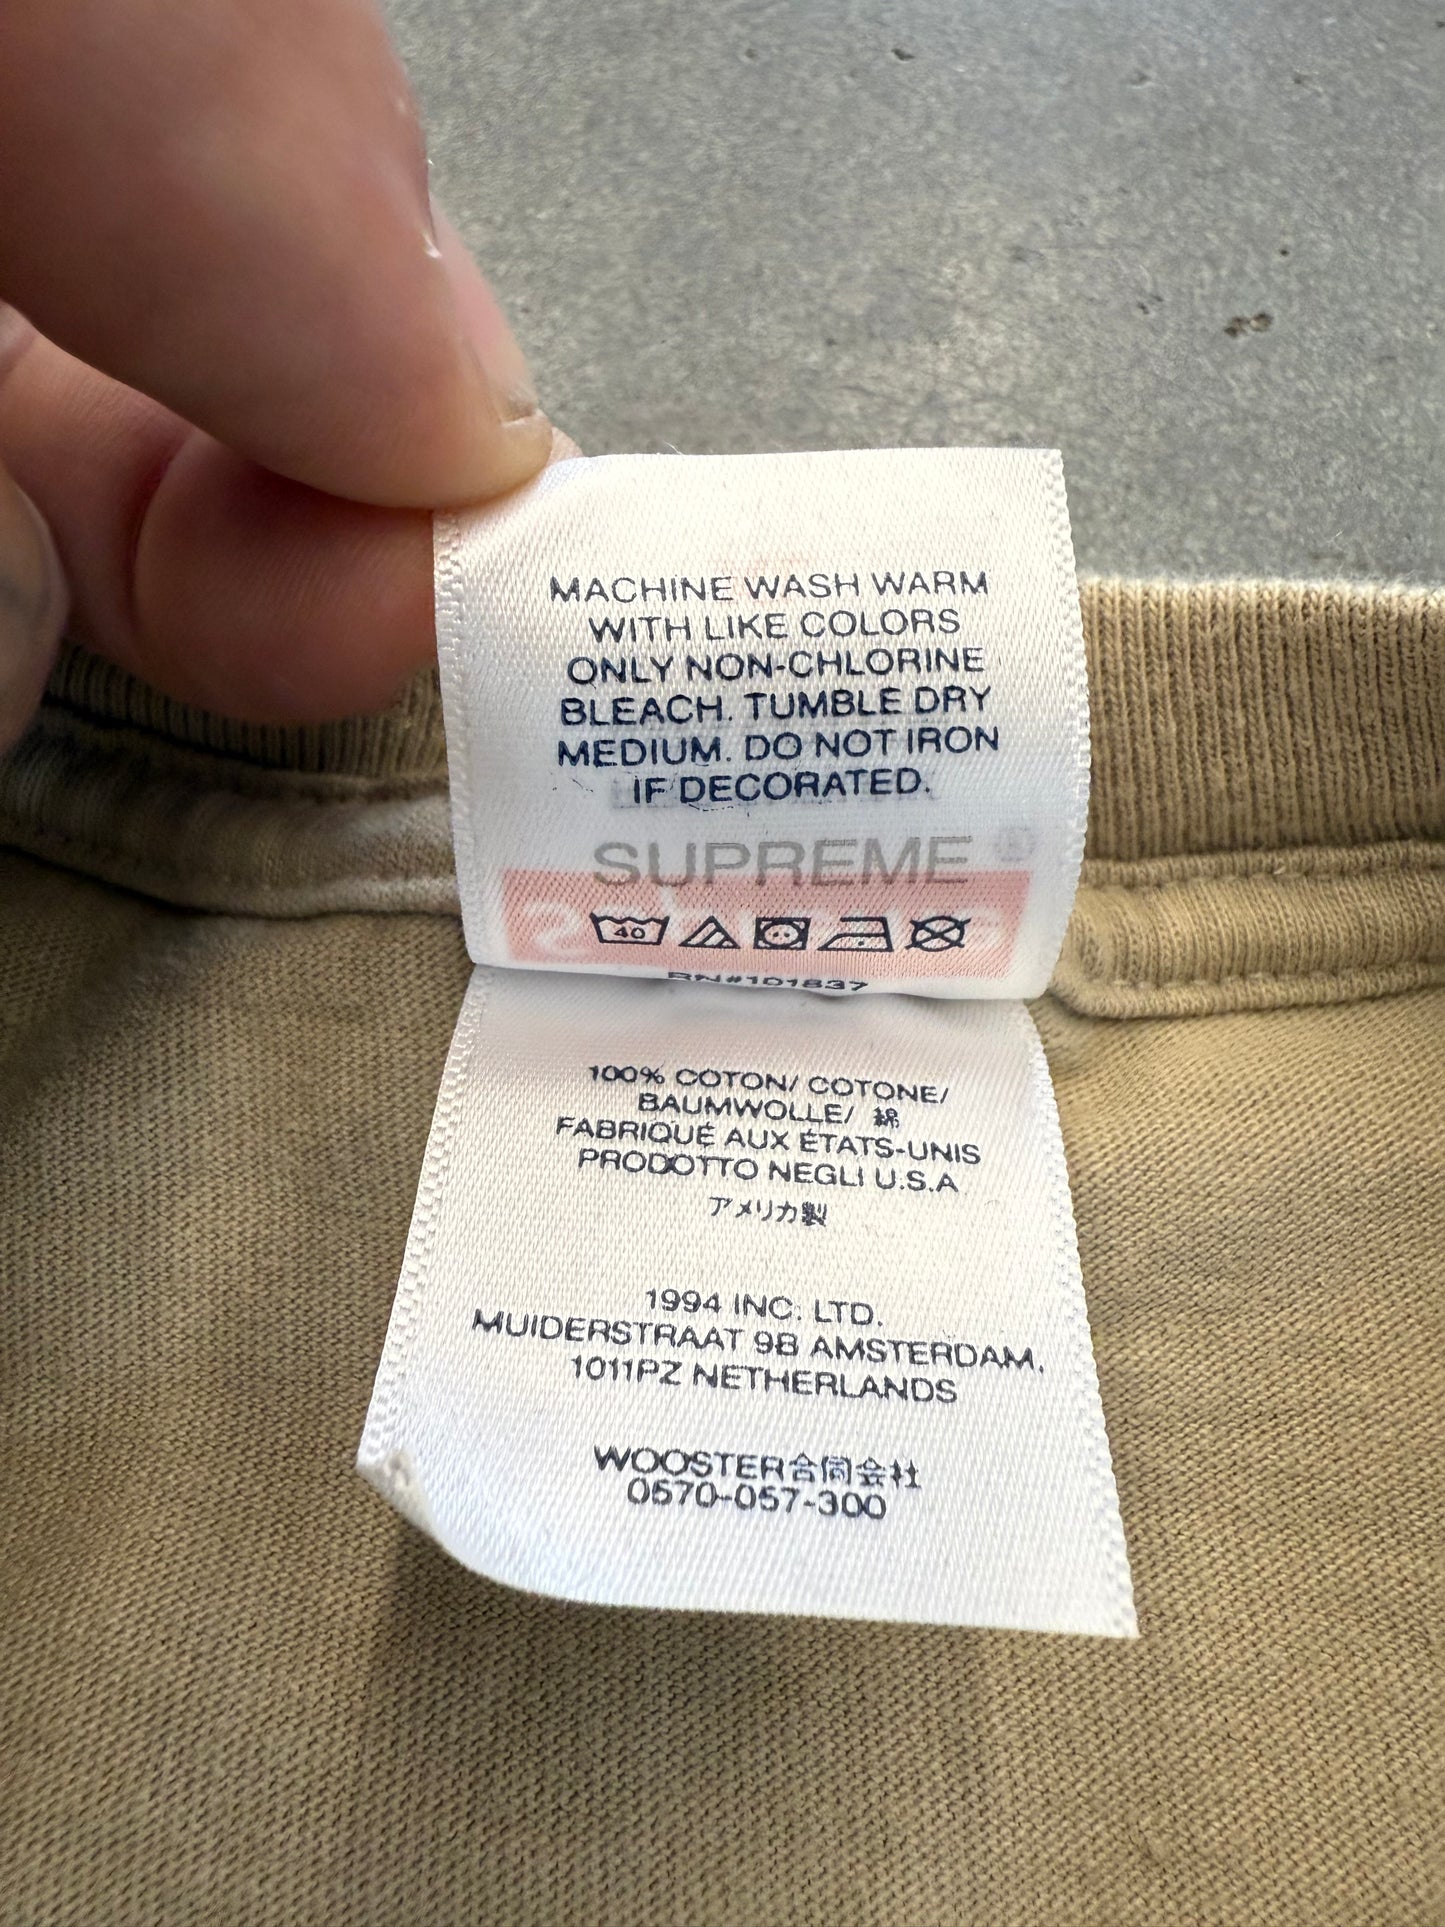 MACHINE WASH WARM
WITH LIKE COLORS
ONLY NON-CHLORINE
BLEACH. TUMBLE DRY
MEDIUM. DO NOT IRON
IF DECORATED.
SUPREME ®
40
RN#101837
100% COTON/ COTONE/
BAUMWOLLE/ 綿
FABRIQUÉ AUX ÉTATS-UNIS
PRODOTTO NEGLI U.S.A
アメリカ製
1994 INC. LTD.
MUIDERSTRAAT 9B AMSTERDAM,
1011PZ NETHERLANDS
WOOSTER合同会社
0570-057-300